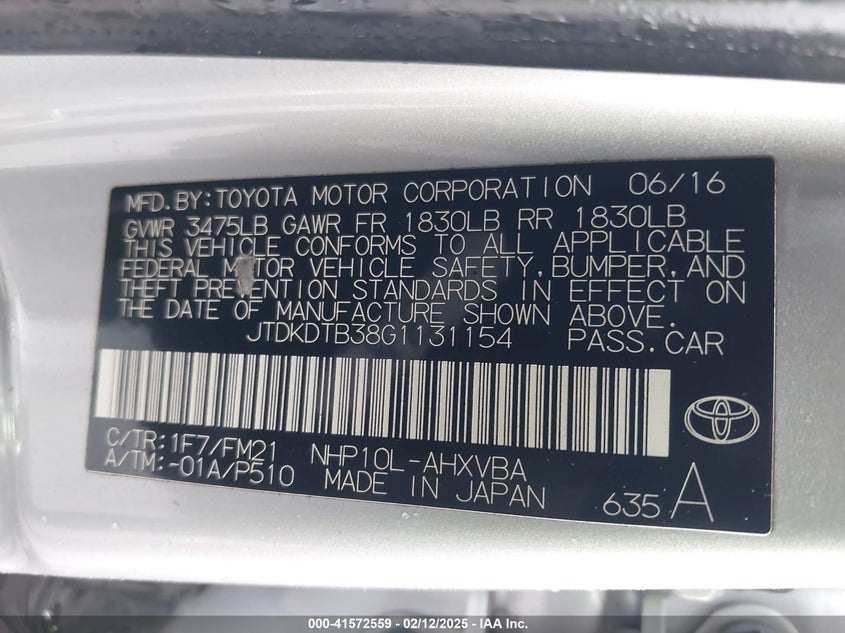 MFD. BY: TOYOTA MOTOR CORPORATION 06/16
GVWR 3475LB GAWR FR 1830LB RR 1830LB
THIS VEHICLE CONFORMS TO ALL APPLICABLE
FEDERAL MOTOR VEHICLE SAFETY, BUMPER, AND
THEFT PREVENTION STANDARDS IN EFFECT ON
THE DATE OF MANUFACTURE SHOWN ABOVE.
JTDKDTB38G1131154 PASS. CAR
C/TR: 1F7/FM21 NHP10L-AHXVBA
A/TM: -01A/P510 MADE IN JAPAN
635 A
000-41572559 - 02/12/2025 - IAA Inc.